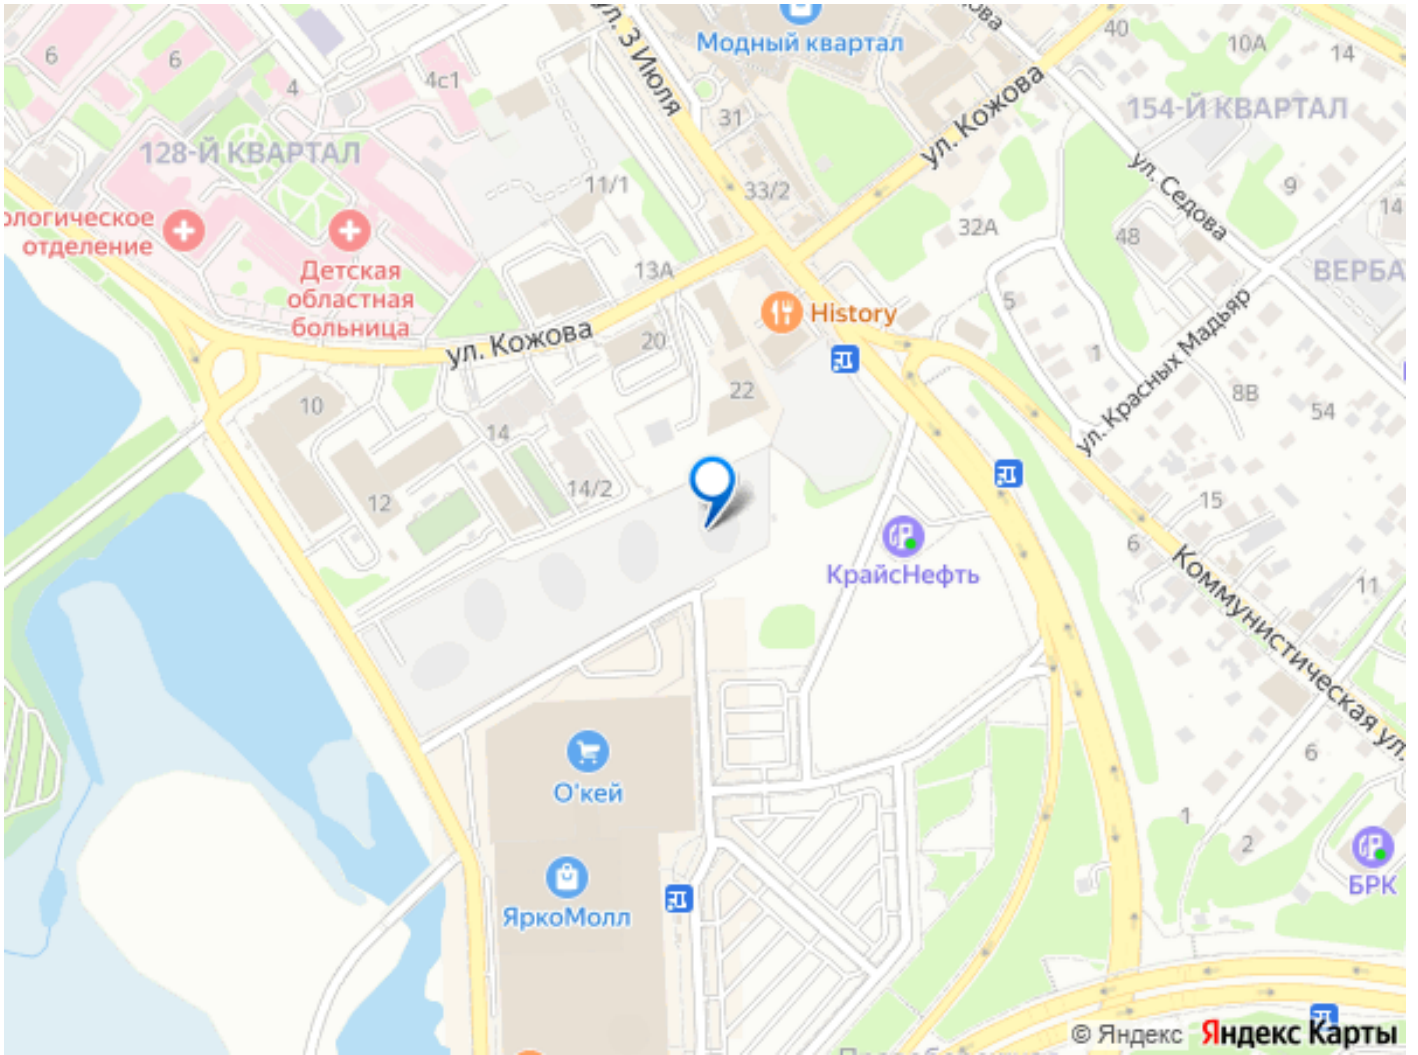 ул. 3 Июля
Модный квартал
40
10А
14
6
6
4
4с1
31
ул. Кожова
154-Й КВАРТАЛ
128-Й КВАРТАЛ
11/1
33/2
ул. Седова
9
14
32А
48
ологическое
отделение
Детская
областная
больница
13А
ВЕРБА
5
History
ул. Кожова
20
1
ул. Красных Мадьяр
8В
54
22
10
14
12
14/2
15
6
КрайсНефть
11
Коммунистическая ул.
6
О'кей
1
2
БРК
ЯркоМолл
© Яндекс
Яндекс Карты